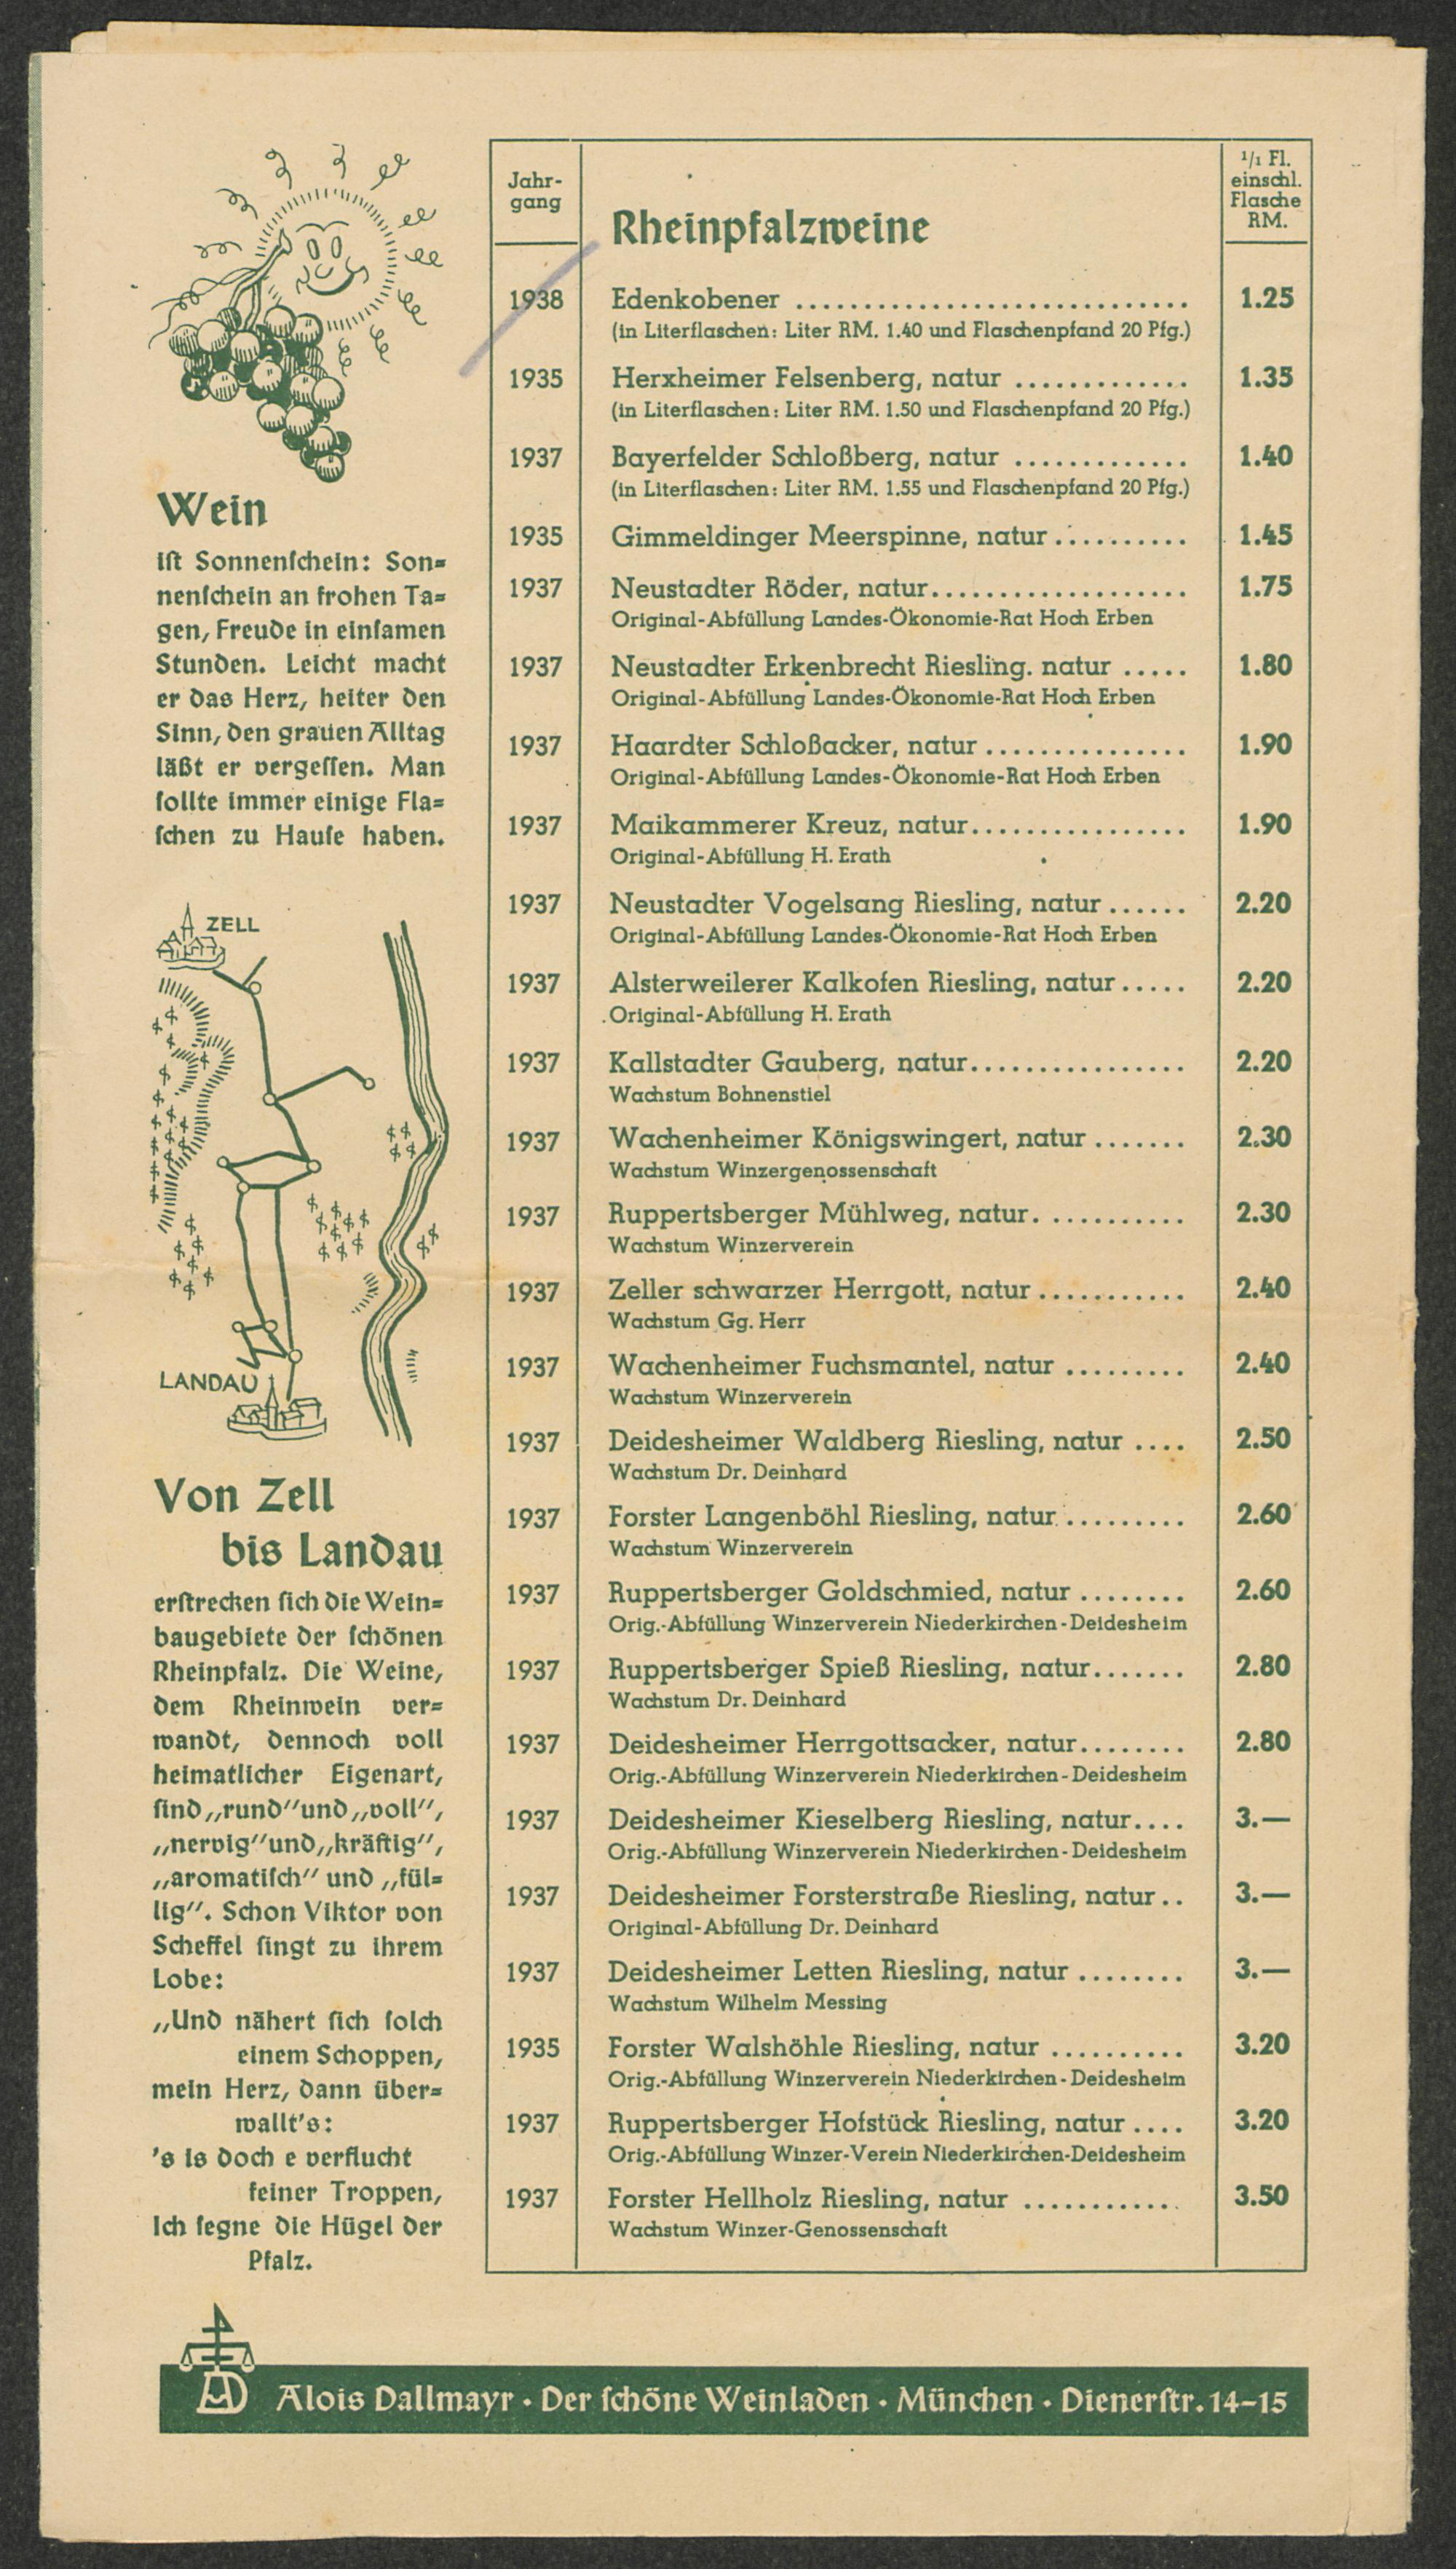 Wein
iſt Sonnenſchein: Son=
nenſchein an frohen Ta=
gen, Freude in einſamen
Stunden. Leicht macht
er das Herz, heiter den
Sinn, den grauen Alltag
läßt er vergeſſen. Man
ſollte immer einige Fla=
ſchen zu Hauſe haben.
ZELL
LANDAU
Von Zell
bis Landau
erſtrecken ſich die Wein=
baugebiete der ſchönen
Rheinpfalz. Die Weine,
dem Rheinwein ver=
wandt, dennoch voll
heimatlicher Eigenart,
ſind „rund" und „voll",
„nervig" und „kräftig",
„aromatiſch" und „fül=
lig". Schon Viktor von
Scheffel ſingt zu ihrem
Lobe:
„Und nähert ſich ſolch
einem Schoppen,
mein Herz, dann über=
wallt's:
's is doch e verflucht
feiner Troppen,
Ich ſegne die Hügel der
Pfalz.
Jahr-
gang
Rheinpfalzweine
1/1 Fl.
einschl.
Flasche
RM.
1938 Edenkobener ............................. 1.25
(in Literflaschen: Liter RM. 1.40 und Flaschenpfand 20 Pfg.)
1935 Herxheimer Felsenberg, natur ............. 1.35
(in Literflaschen: Liter RM. 1.50 und Flaschenpfand 20 Pfg.)
1937 Bayerfelder Schloßberg, natur ............. 1.40
(in Literflaschen: Liter RM. 1.55 und Flaschenpfand 20 Pfg.)
1935 Gimmeldinger Meerspinne, natur .......... 1.45
1937 Neustadter Röder, natur................... 1.75
Original-Abfüllung Landes-Ökonomie-Rat Hoch Erben
1937 Neustadter Erkenbrecht Riesling. natur ..... 1.80
Original-Abfüllung Landes-Ökonomie-Rat Hoch Erben
1937 Haardter Schloßacker, natur ............... 1.90
Original-Abfüllung Landes-Ökonomie-Rat Hoch Erben
1937 Maikammerer Kreuz, natur................ 1.90
Original-Abfüllung H. Erath
1937 Neustadter Vogelsang Riesling, natur ...... 2.20
Original-Abfüllung Landes-Ökonomie-Rat Hoch Erben
1937 Alsterweilerer Kalkofen Riesling, natur ..... 2.20
Original-Abfüllung H. Erath
1937 Kallstadter Gauberg, natur................ 2.20
Wachstum Bohnenstiel
1937 Wachenheimer Königswingert, natur ....... 2.30
Wachstum Winzergenossenschaft
1937 Ruppertsberger Mühlweg, natur. ........... 2.30
Wachstum Winzerverein
1937 Zeller schwarzer Herrgott, natur ........... 2.40
Wachstum Gg. Herr
1937 Wachenheimer Fuchsmantel, natur ......... 2.40
Wachstum Winzerverein
1937 Deidesheimer Waldberg Riesling, natur .... 2.50
Wachstum Dr. Deinhard
1937 Forster Langenböhl Riesling, natur ......... 2.60
Wachstum Winzerverein
1937 Ruppertsberger Goldschmied, natur ........ 2.60
Orig.-Abfüllung Winzerverein Niederkirchen-Deidesheim
1937 Ruppertsberger Spieß Riesling, natur....... 2.80
Wachstum Dr. Deinhard
1937 Deidesheimer Herrgottsacker, natur........ 2.80
Orig.-Abfüllung Winzerverein Niederkirchen-Deidesheim
1937 Deidesheimer Kieselberg Riesling, natur.... 3.—
Orig.-Abfüllung Winzerverein Niederkirchen-Deidesheim
1937 Deidesheimer Forsterstraße Riesling, natur .. 3.—
Original-Abfüllung Dr. Deinhard
1937 Deidesheimer Letten Riesling, natur ........ 3.—
Wachstum Wilhelm Messing
1935 Forster Walshöhle Riesling, natur .......... 3.20
Orig.-Abfüllung Winzerverein Niederkirchen-Deidesheim
1937 Ruppertsberger Hofstück Riesling, natur .... 3.20
Orig.-Abfüllung Winzer-Verein Niederkirchen-Deidesheim
1937 Forster Hellholz Riesling, natur ............ 3.50
Wachstum Winzer-Genossenschaft
AD Alois Dallmayr · Der ſchöne Weinladen · München · Dienerſtr. 14–15